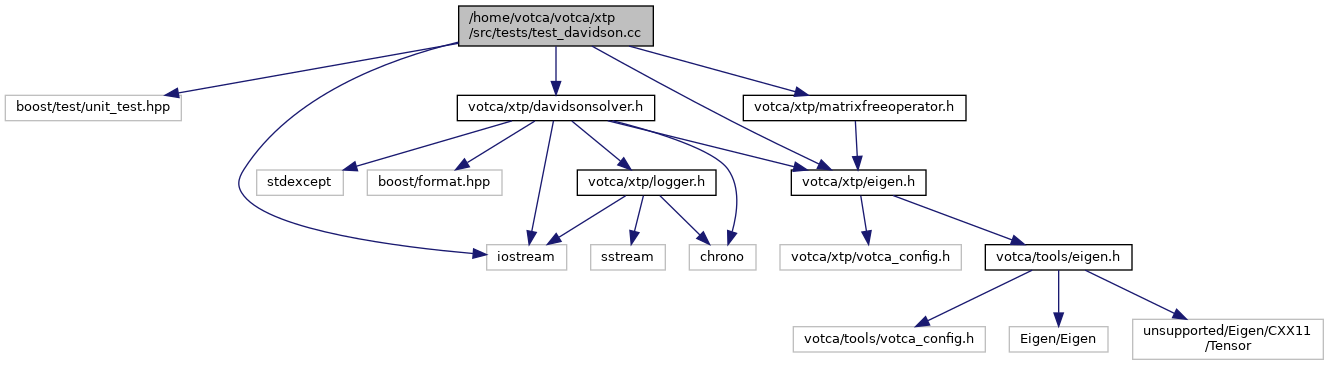 /home/votca/votca/xtp
/src/tests/test_davidson.cc
boost/test/unit_test.hpp
votca/xtp/davidsonsolver.h
votca/xtp/matrixfreeoperator.h
stdexcept
boost/format.hpp
votca/xtp/logger.h
votca/xtp/eigen.h
iostream
sstream
chrono
votca/xtp/votca_config.h
votca/tools/eigen.h
votca/tools/votca_config.h
Eigen/Eigen
unsupported/Eigen/CXX11
/Tensor